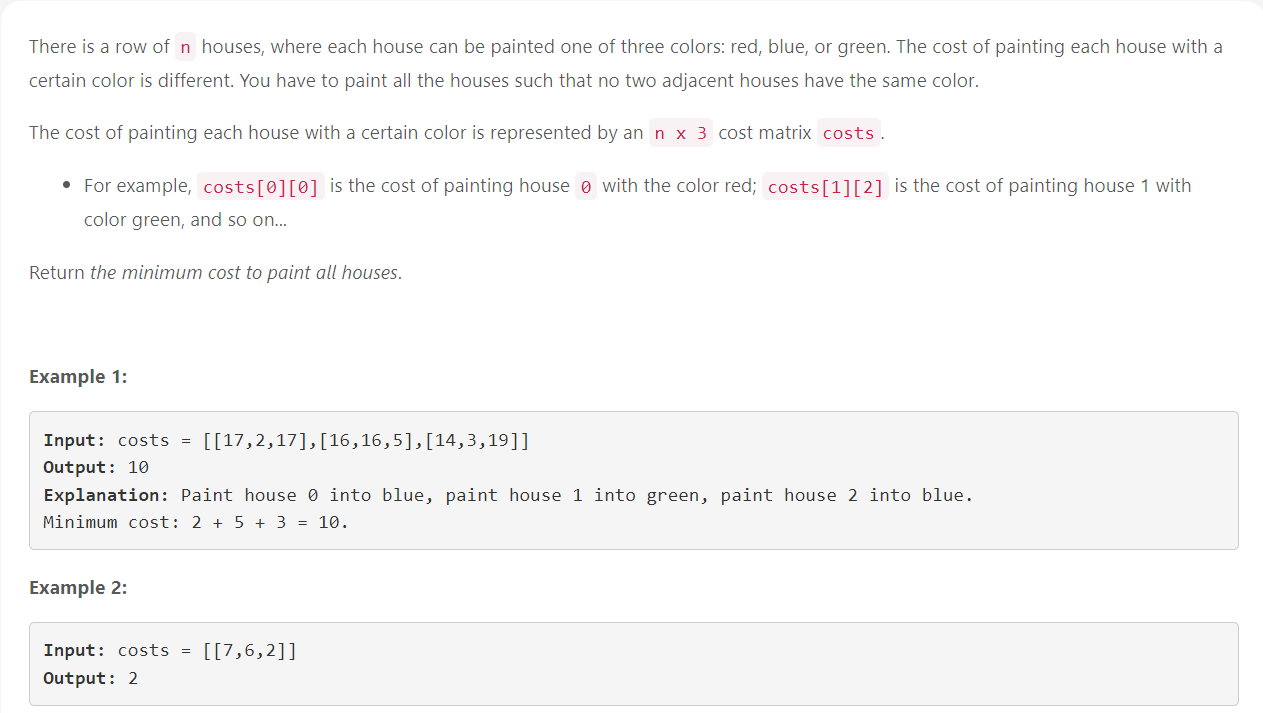 There is a row of n houses, where each house can be painted one of three colors: red, blue, or green. The cost of painting each house with a
certain color is different. You have to paint all the houses such that no two adjacent houses have the same color.
The cost of painting each house with a certain color is represented by an n x 3 cost matrix costs.
• For example, costs[0][0] is the cost of painting house 0 with the color red; costs[1][2] is the cost of painting house 1 with
color green, and so on...
Return the minimum cost to paint all houses.
Example 1:
Input: costs = [[17,2,17],[16,16,5],[14,3,19]]
Output: 10
Explanation: Paint house 0 into blue, paint house 1 into green, paint house 2 into blue.
Minimum cost: 2 + 5 + 3 = 10.
Example 2:
Input: costs = [[7,6,2]]
Output: 2